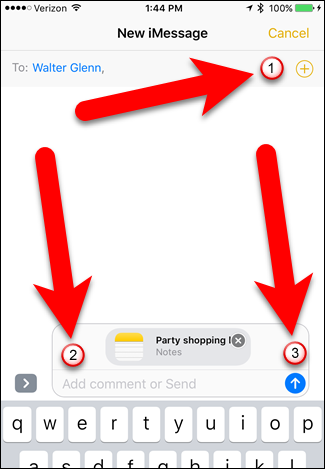 Verizon 1:44 PM 100%
New iMessage Cancel
To: Walter Glenn, 1
Party shopping l
2 Notes 3
Add comment or Send
q w e r t y u i o p
a s d f g h j k l